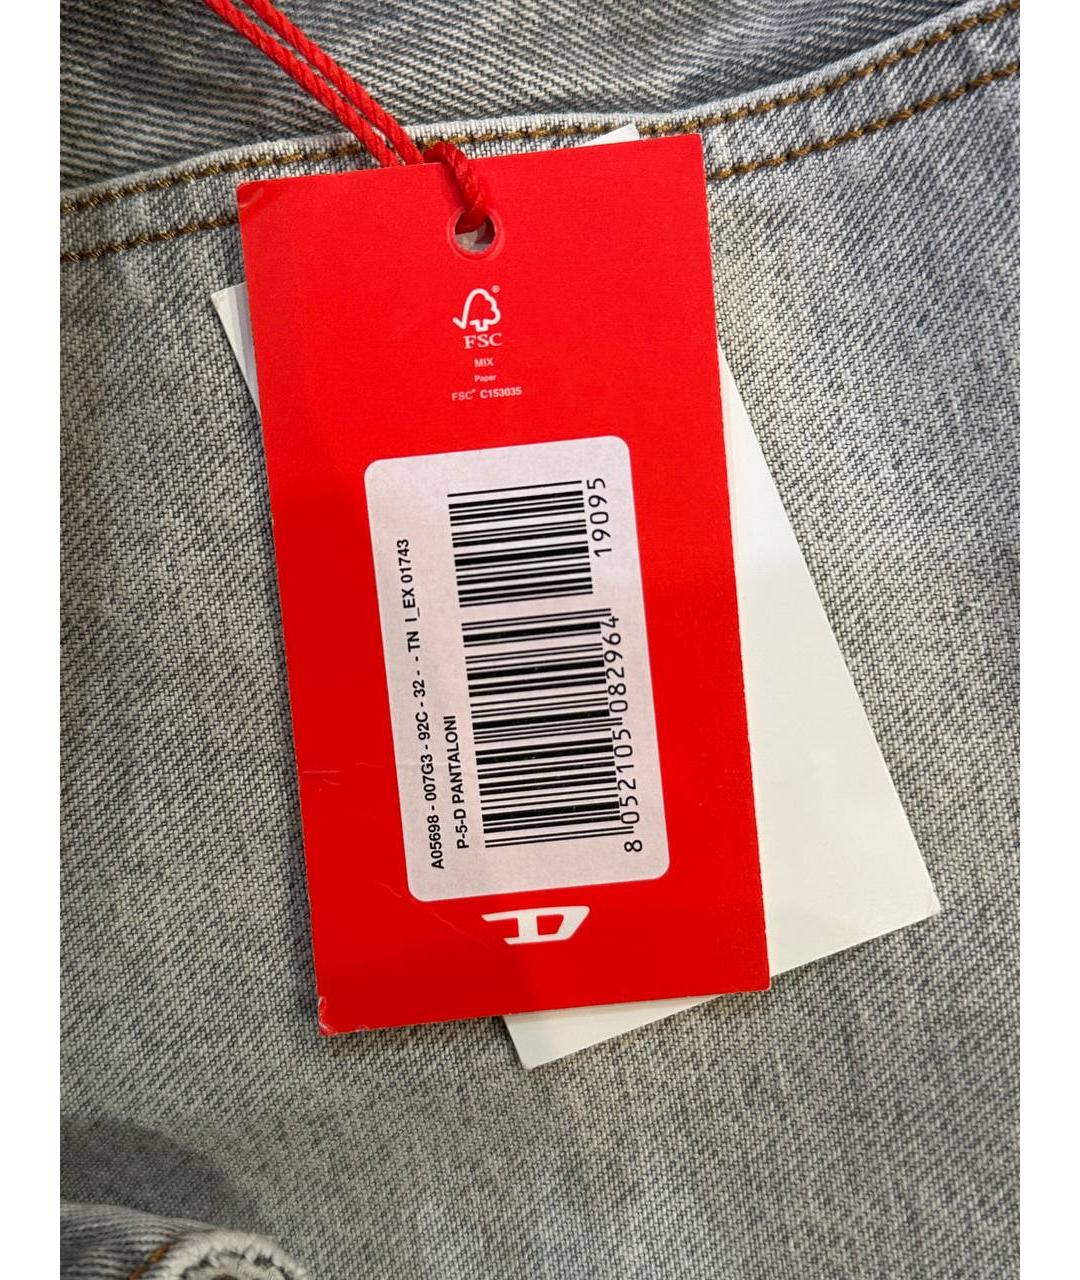 FSC®
MIX
Paper
FSC® C153035
A05698 - 007G3 - 92C - 32 - - TN I_EX 01743
P-5-D PANTALONI
8 052105 082964
19095
D